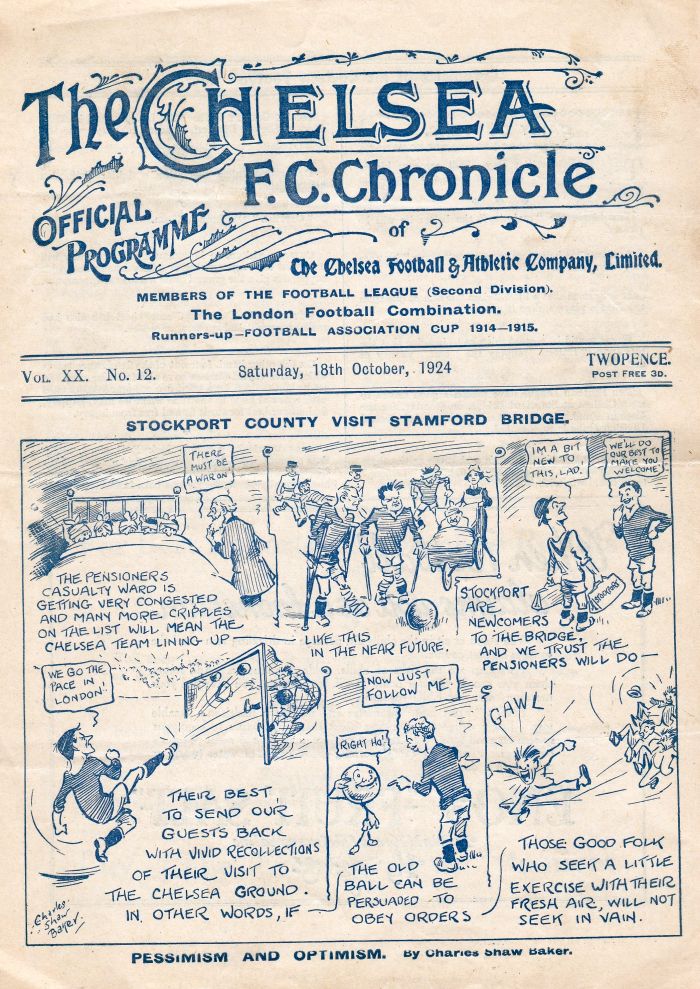 The CHELSEA
F.C. Chronicle
OFFICIAL
PROGRAMME
of
The Chelsea Football & Athletic Company, Limited.
MEMBERS OF THE FOOTBALL LEAGUE (Second Division).
The London Football Combination.
Runners-up—FOOTBALL ASSOCIATION CUP 1914—1915.
VOL. XX. No. 12.
Saturday, 18th October, 1924
TWOPENCE.
POST FREE 3D.
STOCKPORT COUNTY VISIT STAMFORD BRIDGE.
THERE
MUST BE
A WAR ON!
THE PENSIONERS
CASUALTY WARD IS
GETTING VERY CONGESTED
AND MANY MORE CRIPPLES
ON THE LIST WILL MEAN THE
CHELSEA TEAM LINING UP —
LIKE THIS
IN THE NEAR FUTURE.
I'M A BIT
NEW TO
THIS, LAD.
WE'LL DO
OUR BEST TO
MAKE YOU
WELCOME!
STOCKPORT
STOCKPORT
ARE
NEWCOMERS
TO THE BRIDGE.
AND WE TRUST THE
PENSIONERS WILL DO —
WE GO THE
PACE IN
LONDON!
THEIR BEST
TO SEND OUR
GUESTS BACK
WITH VIVID RECOLLECTIONS
OF THEIR VISIT TO
THE CHELSEA GROUND.
IN OTHER WORDS, IF —
NOW JUST
FOLLOW ME!
RIGHT HO!
THE OLD
BALL CAN BE
PERSUADED TO
OBEY ORDERS
GAWL!
THOSE GOOD FOLK
WHO SEEK A LITTLE
EXERCISE WITH THEIR
FRESH AIR, WILL NOT
SEEK IN VAIN.
Charles
Shaw
Baker.
PESSIMISM AND OPTIMISM. By Charles Shaw Baker.